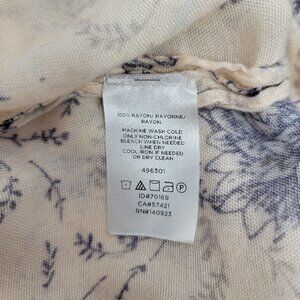 100% RAYON/ RAYONNE/
RAYON
MACHINE WASH COLD
ONLY NON-CHLORINE
BLEACH WHEN NEEDED
LINE DRY
COOL IRON IF NEEDED
OR DRY CLEAN
496301
P
ID#70169
CA#57421
RN#140923